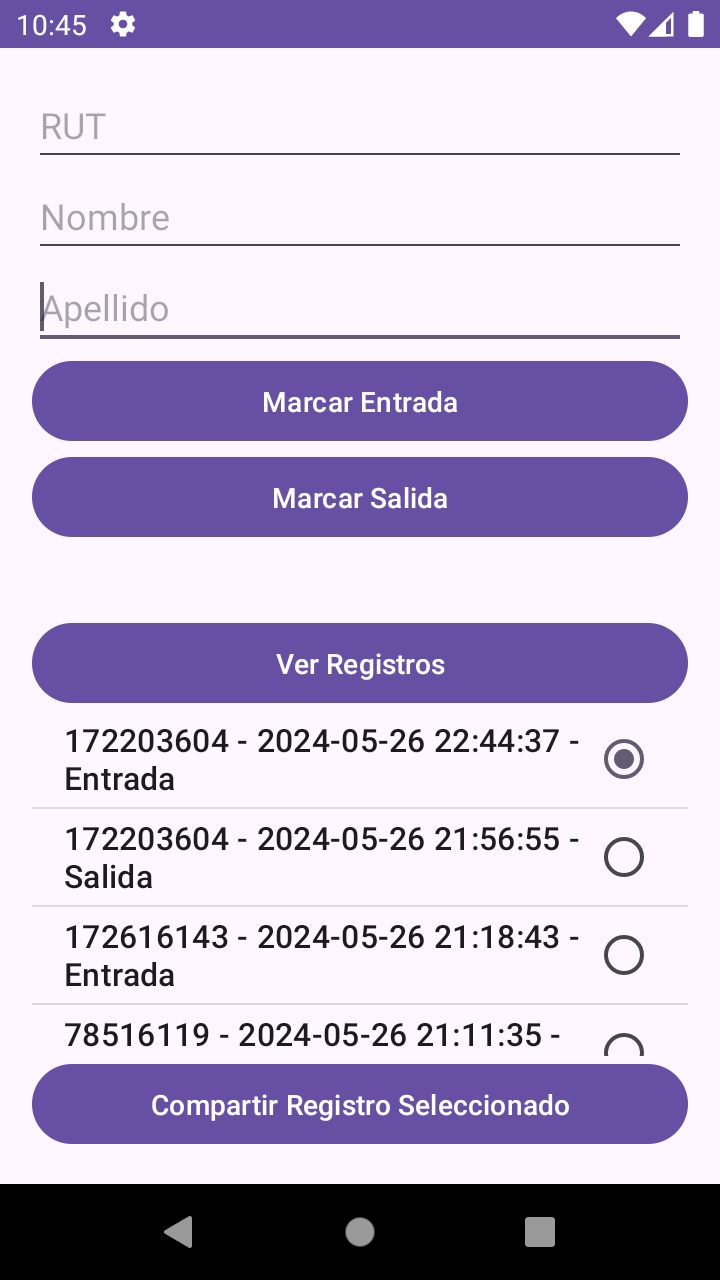 10:45
RUT
Nombre
Apellido
Marcar Entrada
Marcar Salida
Ver Registros
172203604 - 2024-05-26 22:44:37 -
Entrada
172203604 - 2024-05-26 21:56:55 -
Salida
172616143 - 2024-05-26 21:18:43 -
Entrada
78516119 - 2024-05-26 21:11:35 -
Compartir Registro Seleccionado